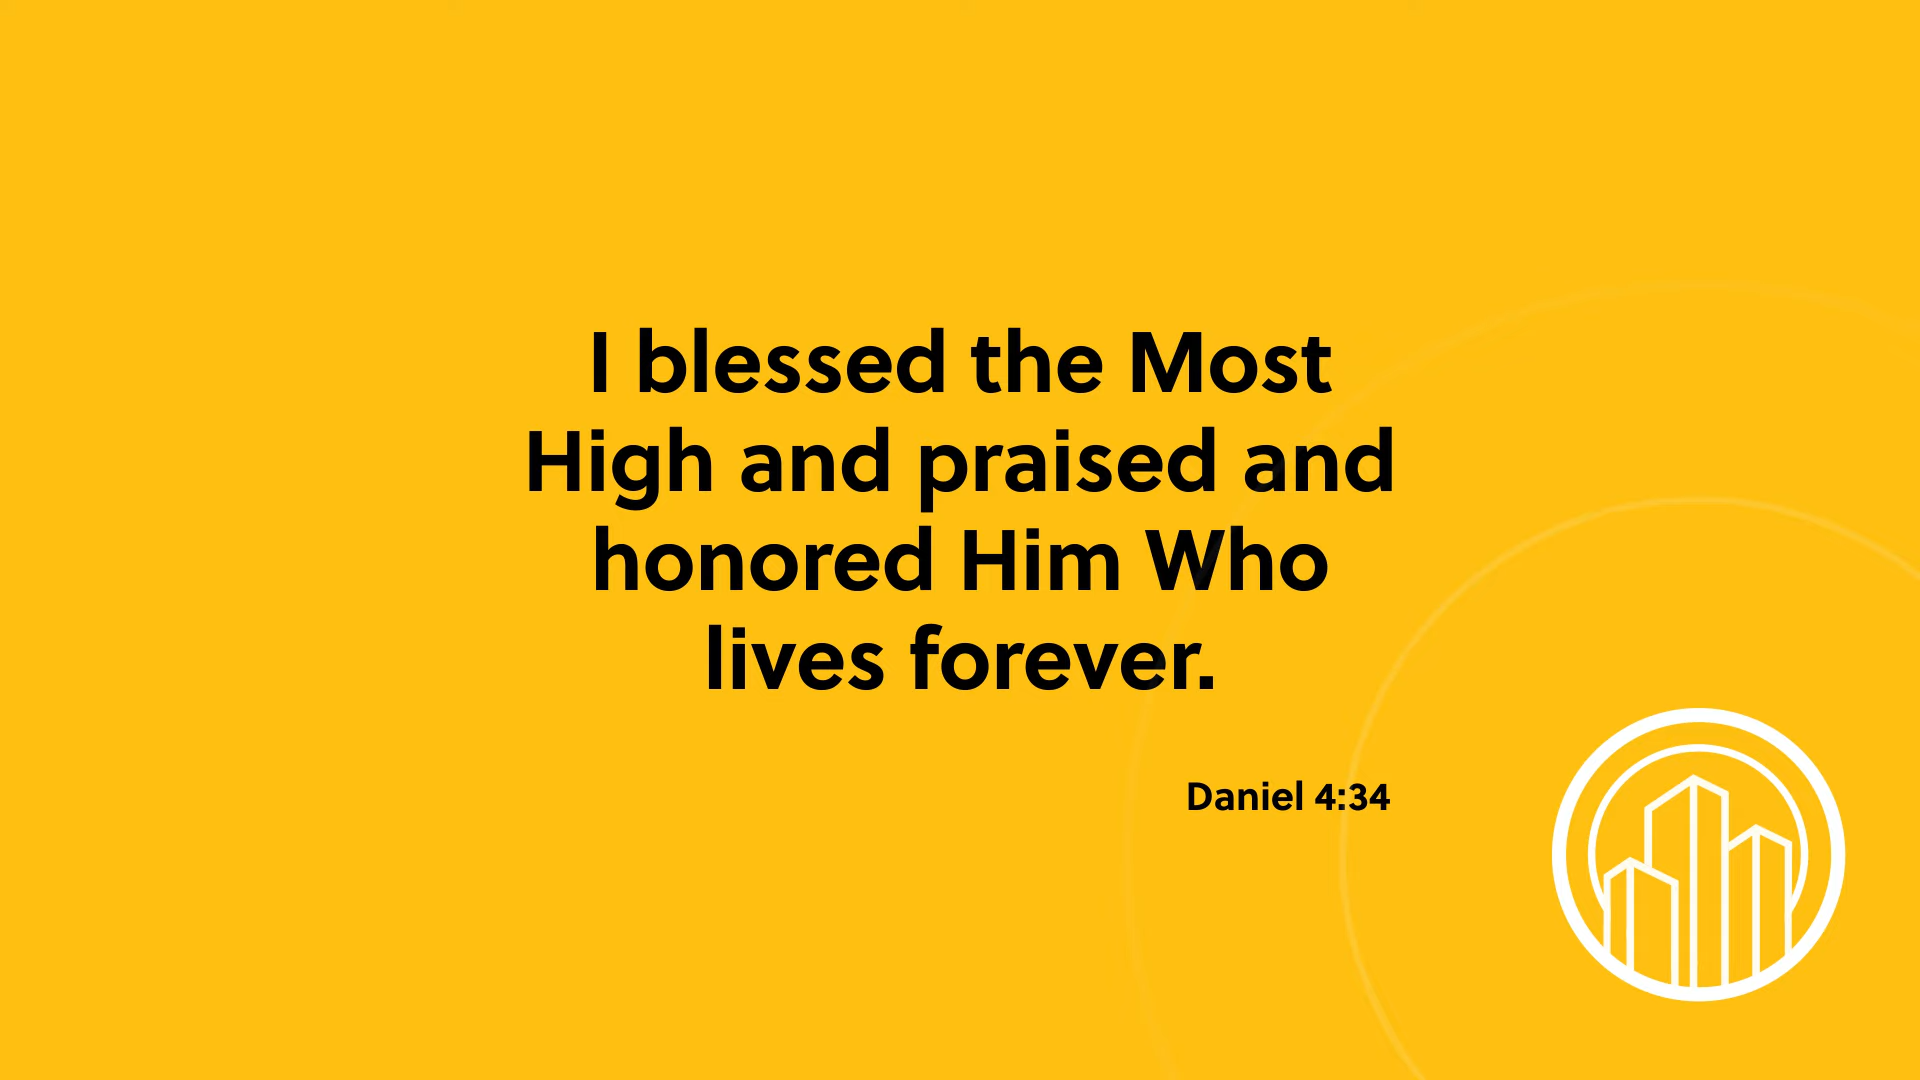 I blessed the Most
High and praised and
honored Him Who
lives forever.
Daniel 4:34